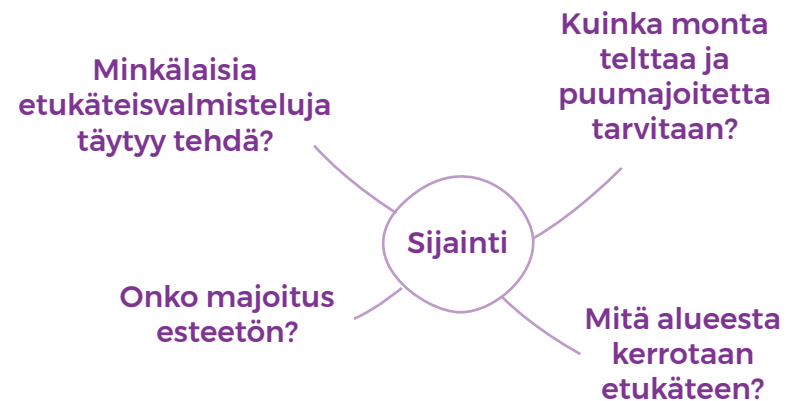 Minkälaisia
etukäteisvalmisteluja
täytyy tehdä?
Kuinka monta
telttaa ja
puumajoitetta
tarvitaan?
Sijainti
Onko majoitus
esteetön?
Mitä alueesta
kerrotaan
etukäteen?